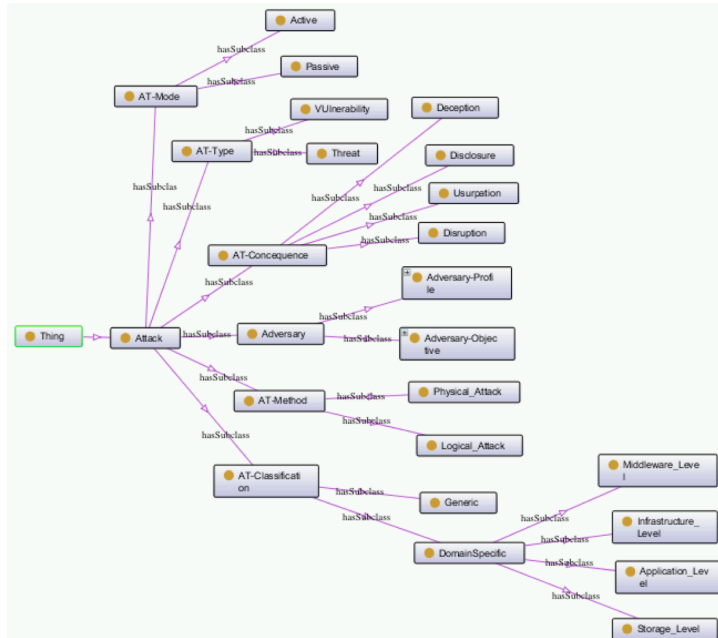 Active
hasSubclass
Passive
hasSubclass
AT-Mode
VUlnerability
hasSubclass
AT-Type
hasSubclass
Threat
Deception
hasSubclas
hasSubclass
Disclosure
hasSubclass
hasSubclass
Usurpation
hasSubclass
Disruption
hasSubclass
AT-Concequence
hasSubclass
Adversary-Profi
le
hasSubclass
Thing
Attack
hasSubclass
Adversary
hasSubclass
Adversary-Objec
tive
hasSubclass
AT-Method
hasSubclass
Physical_Attack
hasSubclass
Logical_Attack
hasSubclass
AT-Classificati
on
hasSubclass
Generic
hasSubclass
DomainSpecific
Middleware_Leve
l
hasSubclass
Infrastructure_
Level
hasSubclass
Application_Lev
el
hasSubclass
Storage_Level
hasSubclass